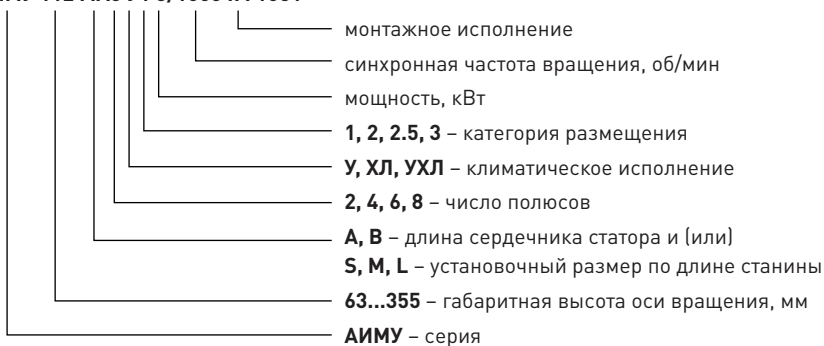 монтажное исполнение
синхронная частота вращения, об/мин
мощность, кВт
1, 2, 2.5, 3 – категория размещения
У, ХЛ, УХЛ – климатическое исполнение
2, 4, 6, 8 – число полюсов
А, В – длина сердечника статора и (или)
S, M, L – установочный размер по длине станины
63...355 – габаритная высота оси вращения, мм
АИМУ – серия